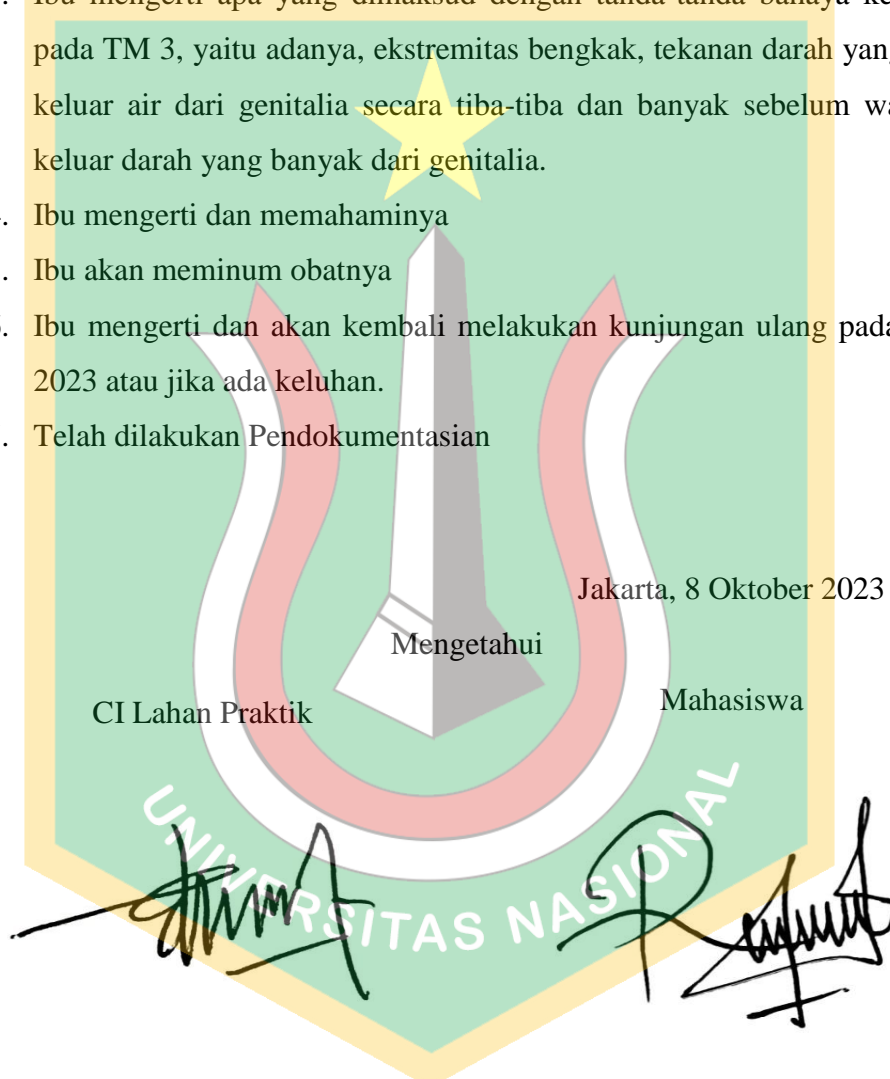 . Ibu mengerti apa yang dimaksud dengan tanda-tanda bahaya
pada TM 3, yaitu adanya, ekstremitas bengkak, tekanan darah
keluar air dari genitalia secara tiba-tiba dan banyak sebelum
keluar darah yang banyak dari genitalia.
. Ibu mengerti dan memahaminya
. Ibu akan meminum obatnya
. Ibu mengerti dan akan kembali melakukan kunjungan ulang pada
2023 atau jika ada keluhan.
. Telah dilakukan Pendokumentasian
Jakarta, 8 Oktober 2023
Mengetahui
CI Lahan Praktik
Mahasiswa
UNIVERSITAS NASIONAL